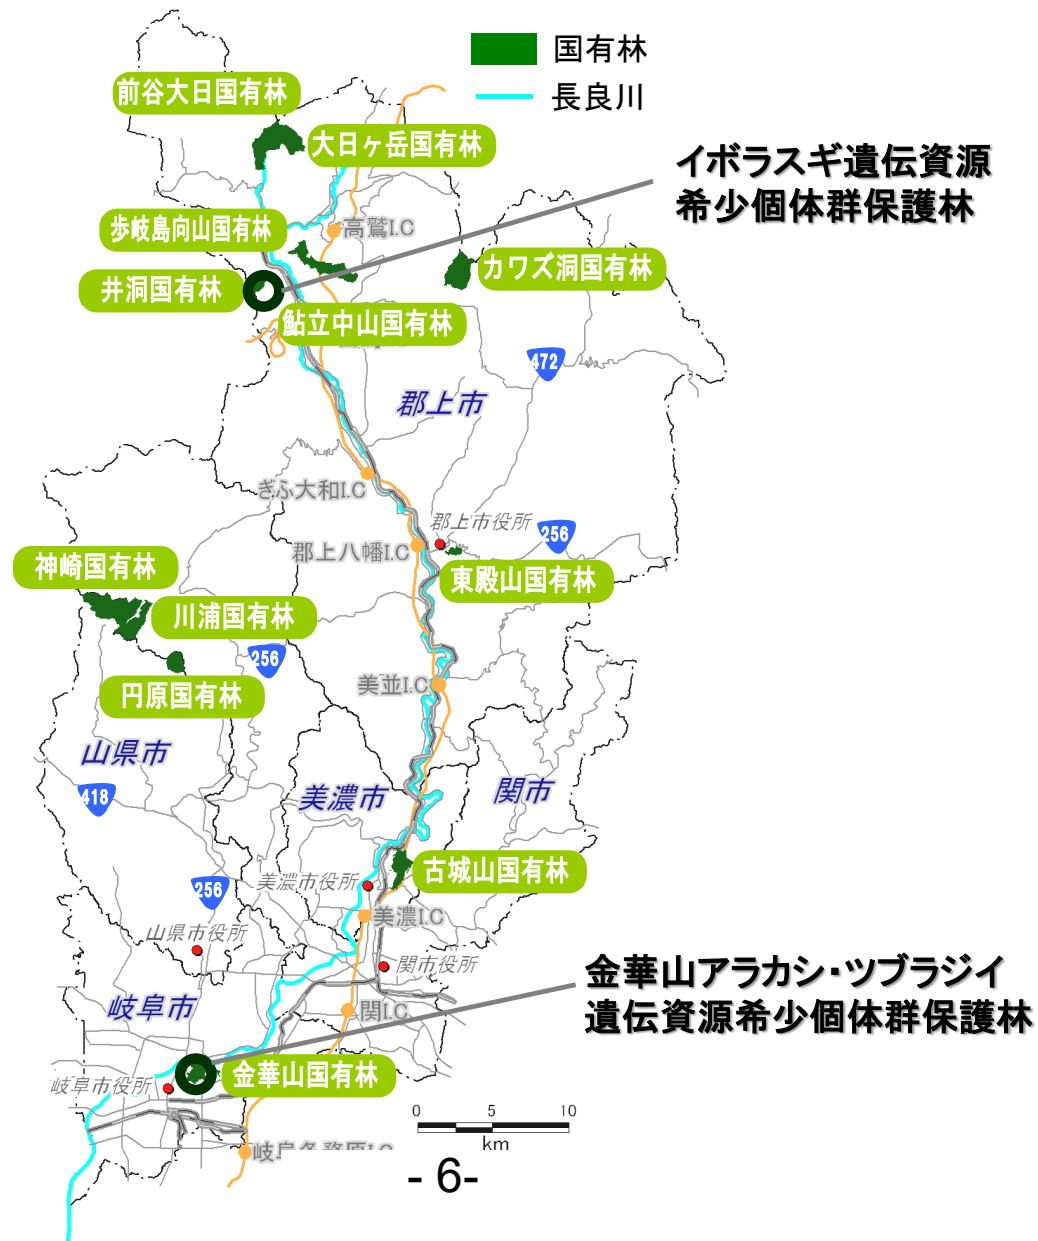 国有林
長良川
前谷大日国有林
大日ヶ岳国有林
イボラスギ遺伝資源
希少個体群保護林
歩岐島向山国有林
高鷲I.C
カワズ洞国有林
井洞国有林
鮎立中山国有林
472
郡上市
ぎふ大和I.C
郡上市役所
256
郡上八幡I.C
神崎国有林
東殿山国有林
川浦国有林
256
円原国有林
美並I.C
山県市
418
美濃市
関市
古城山国有林
美濃市役所
256
美濃I.C
山県市役所
関市役所
金華山アラカシ・ツブラジイ
遺伝資源希少個体群保護林
岐阜市
関I.C
金華山国有林
岐阜市役所
0 5 10
km
岐阜各務原I.C
- 6-